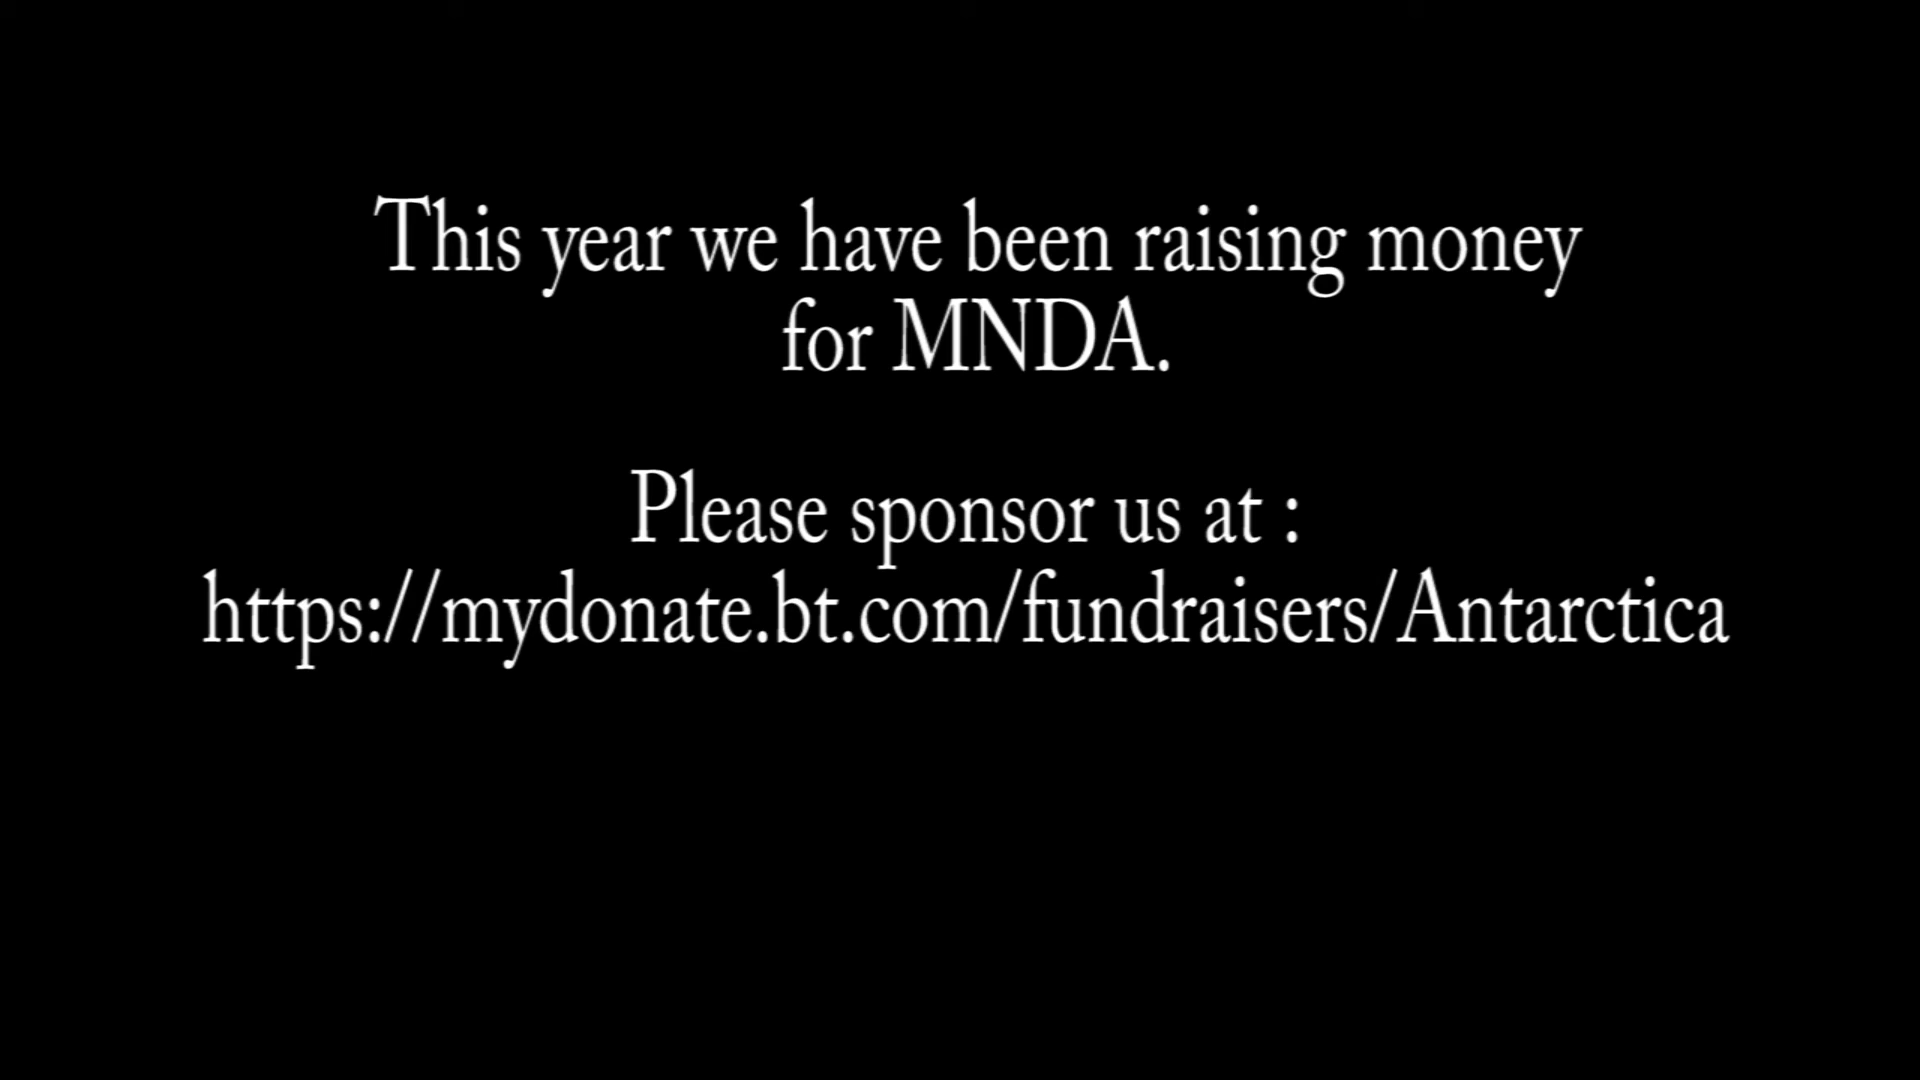 This year we have been raising money
for MNDA.
Please sponsor us at :
https://mydonate.bt.com/fundraisers/Antarctica